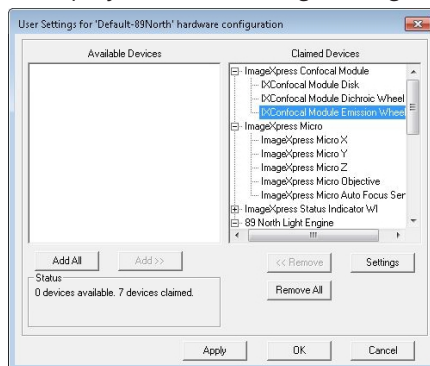 User Settings for 'Default-89North' hardware configuration
Available Devices
Claimed Devices
ImageXpress Confocal Module
IXConfocal Module Disk
IXConfocal Module Dichroic Wheel
IXConfocal Module Emission Wheel
ImageXpress Micro
ImageXpress Micro X
ImageXpress Micro Y
ImageXpress Micro Z
ImageXpress Micro Objective
ImageXpress Micro Auto Focus Ser
ImageXpress Status Indicator WI
89 North Light Engine
Add All
Add >>
<< Remove
Settings
Status
0 devices available. 7 devices claimed.
Remove All
Apply
OK
Cancel